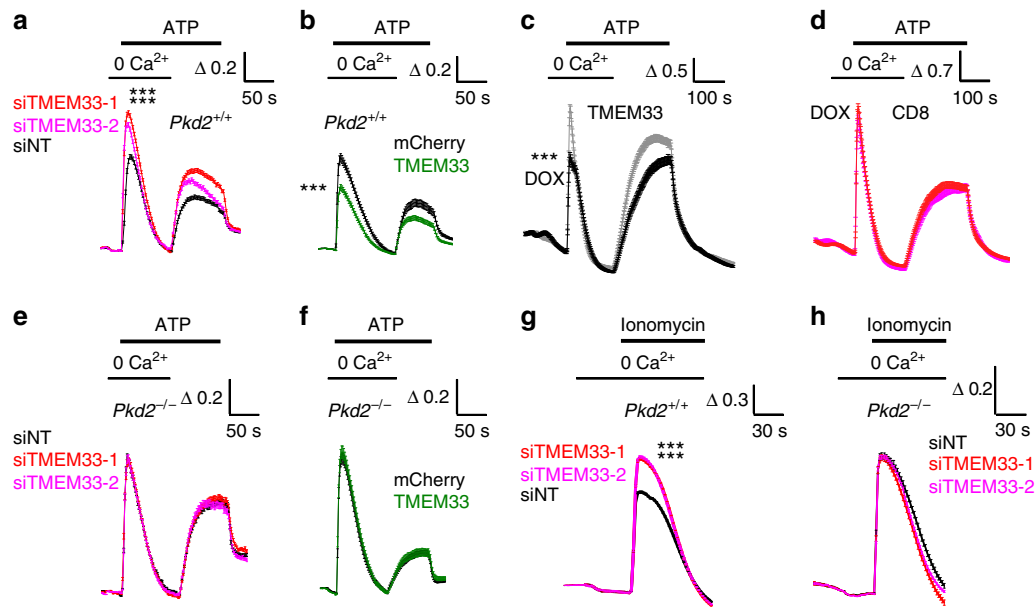 a
ATP
0 Ca²⁺
Δ 0.2
50 s
***
***
siTMEM33-1
siTMEM33-2
siNT
Pkd2⁺/⁺
b
ATP
0 Ca²⁺
Δ 0.2
50 s
Pkd2⁺/⁺
mCherry
TMEM33
***
c
ATP
0 Ca²⁺
Δ 0.5
100 s
TMEM33
***
DOX
d
ATP
0 Ca²⁺
Δ 0.7
100 s
DOX
CD8
e
ATP
0 Ca²⁺
Δ 0.2
50 s
Pkd2⁻/⁻
siNT
siTMEM33-1
siTMEM33-2
f
ATP
0 Ca²⁺
Δ 0.2
50 s
Pkd2⁻/⁻
mCherry
TMEM33
g
Ionomycin
0 Ca²⁺
Δ 0.3
30 s
Pkd2⁺/⁺
siTMEM33-1
siTMEM33-2
siNT
***
***
h
Ionomycin
0 Ca²⁺
Δ 0.2
30 s
Pkd2⁻/⁻
siNT
siTMEM33-1
siTMEM33-2